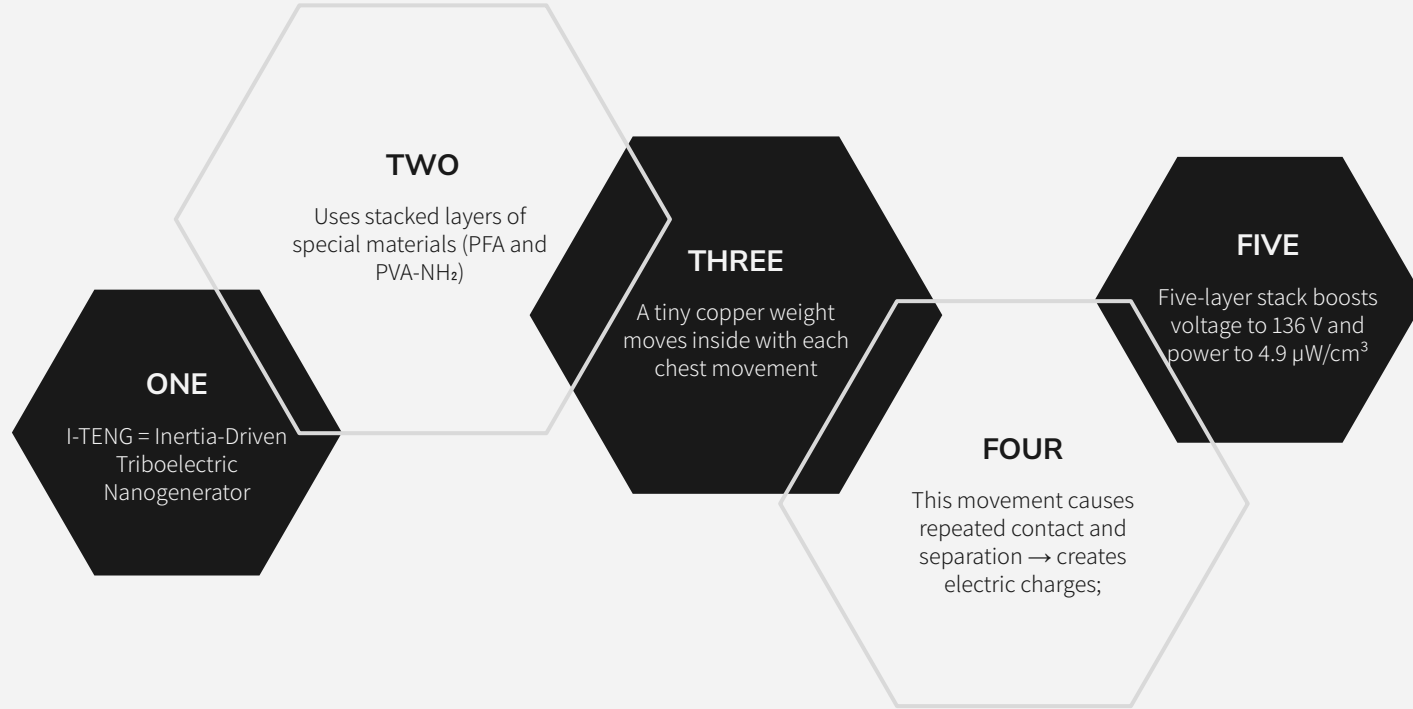 ONE
I-TENG = Inertia-Driven
Triboelectric
Nanogenerator
TWO
Uses stacked layers of
special materials (PFA and
PVA-NH₂)
THREE
A tiny copper weight
moves inside with each
chest movement
FOUR
This movement causes
repeated contact and
separation → creates
electric charges;
FIVE
Five-layer stack boosts
voltage to 136 V and
power to 4.9 µW/cm³